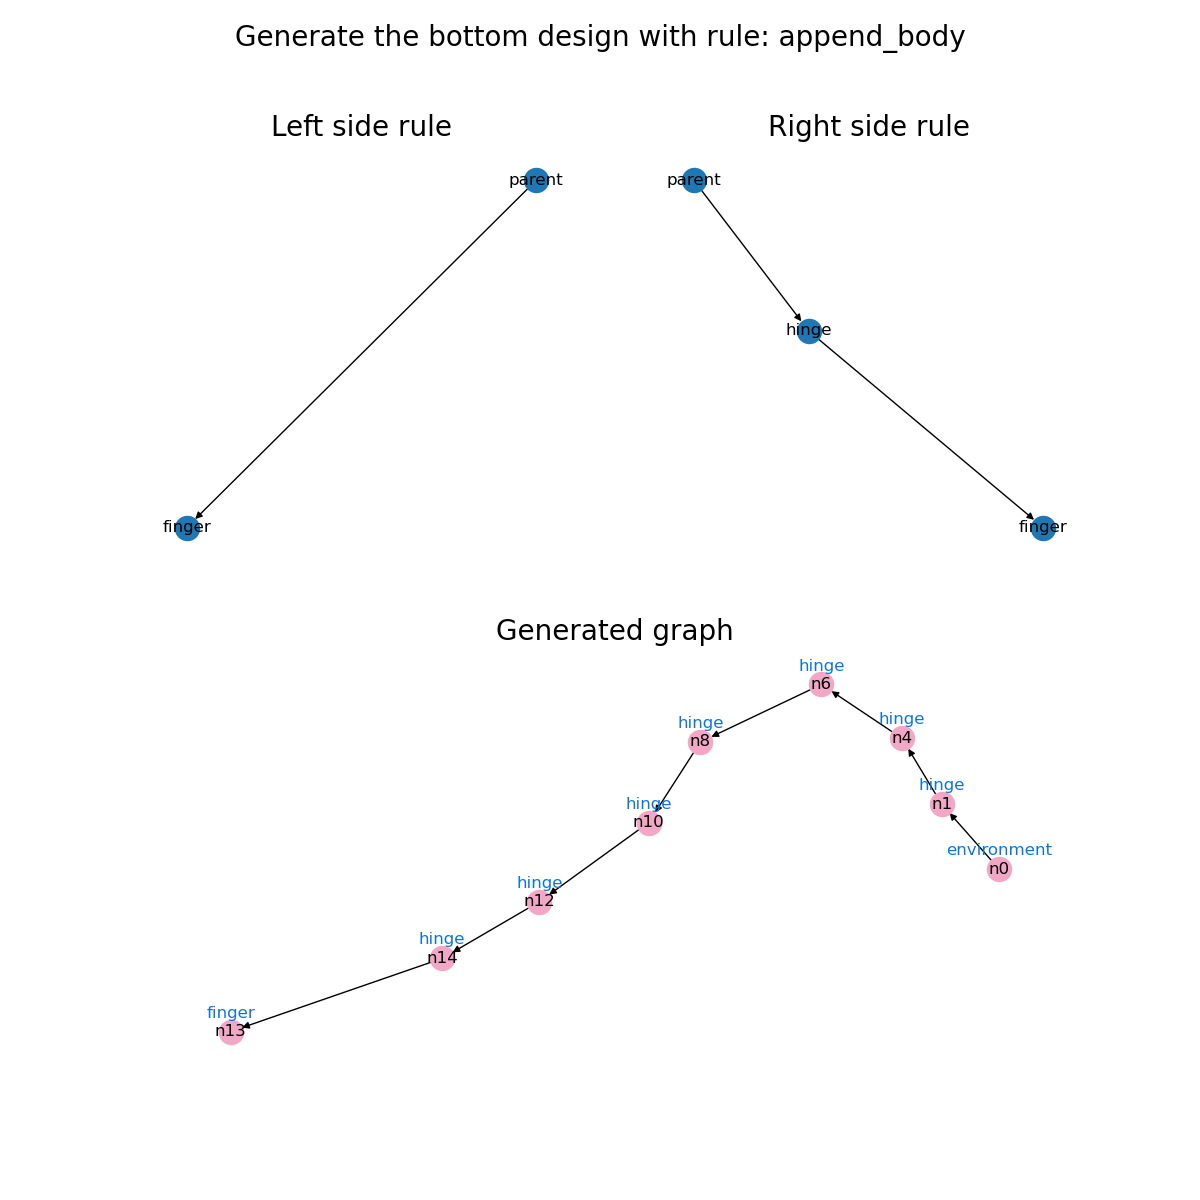 Generate the bottom design with rule: append_body
Left side rule
Right side rule
parent
parent
hinge
finger
finger
Generated graph
hinge
n6
hinge
n4
hinge
n8
hinge
n1
hinge
n10
environment
n0
hinge
n12
hinge
n14
finger
n13